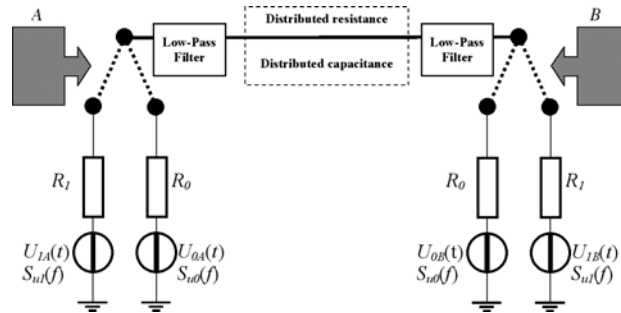 A
Distributed resistance
B
Low-Pass
Filter
Distributed capacitance
Low-Pass
Filter
R1
R0
R0
R1
U1A(t)
Su1(f)
U0A(t)
Su0(f)
U0B(t)
Su0(f)
U1B(t)
Su1(f)